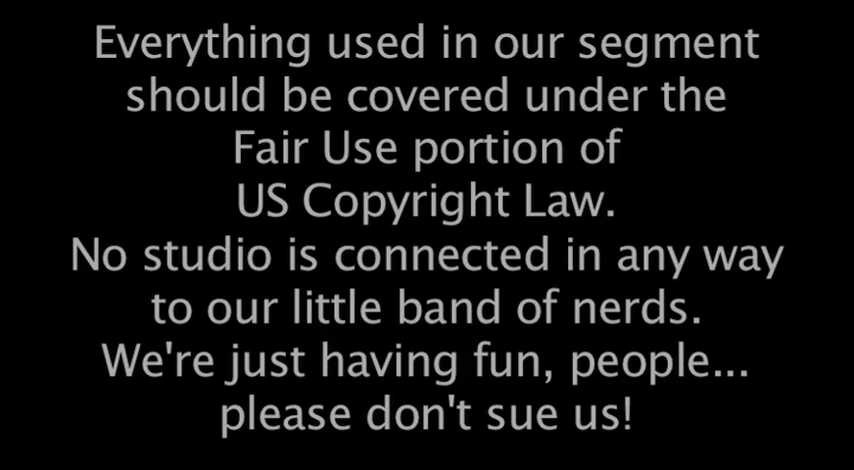 Everything used in our segment
should be covered under the
Fair Use portion of
US Copyright Law.
No studio is connected in any way
to our little band of nerds.
We're just having fun, people...
please don't sue us!